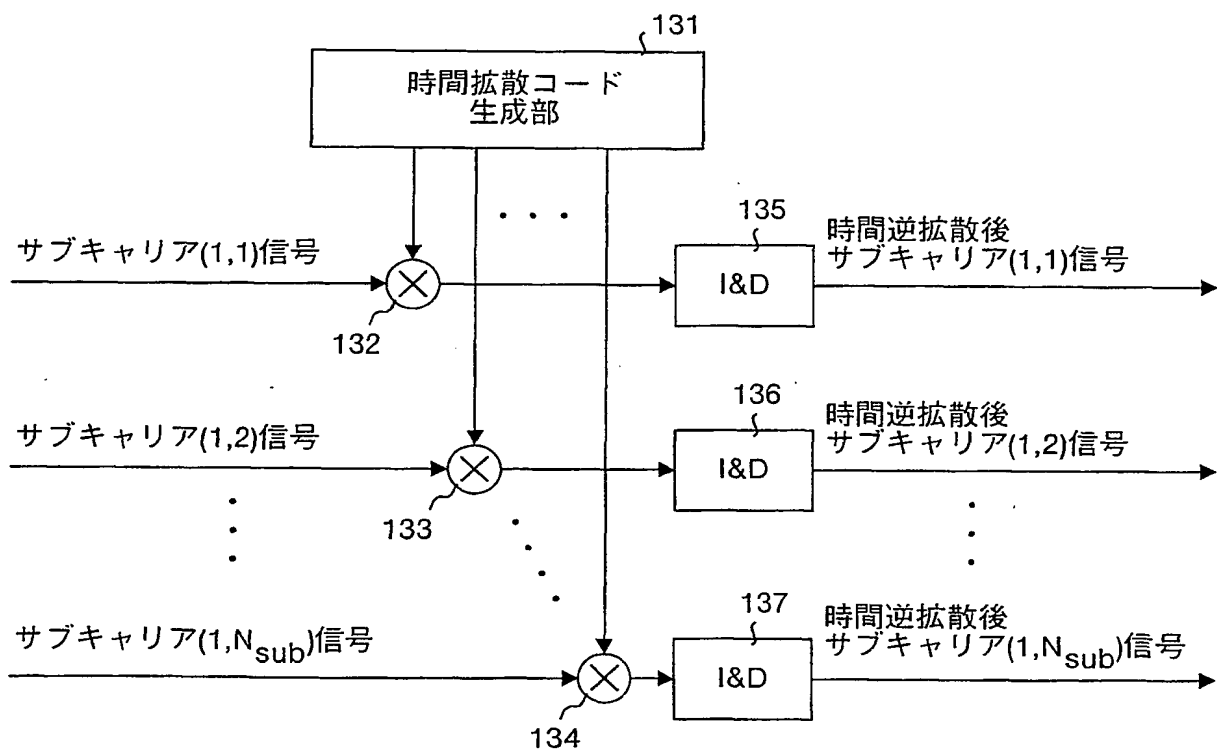 131
時間拡散コード
生成部
サブキャリア(1,1)信号
132
135
I&D
時間逆拡散後
サブキャリア(1,1)信号
サブキャリア(1,2)信号
133
136
I&D
時間逆拡散後
サブキャリア(1,2)信号
サブキャリア(1,Nsub)信号
134
137
I&D
時間逆拡散後
サブキャリア(1,Nsub)信号